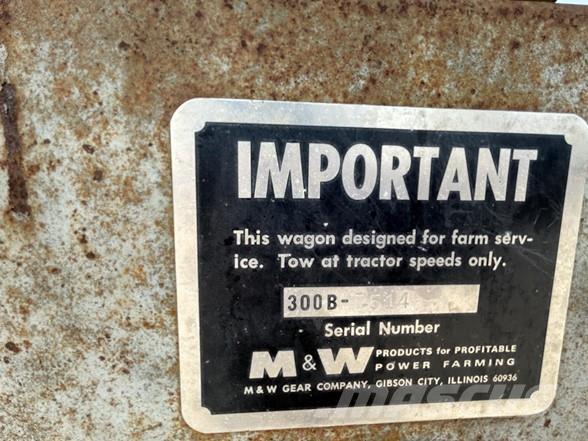 IMPORTANT
This wagon designed for farm serv-
ice. Tow at tractor speeds only.
300B-
Serial Number
M & W PRODUCTS for PROFITABLE
POWER FARMING
M & W GEAR COMPANY, GIBSON CITY, ILLINOIS 60936
MASCUS